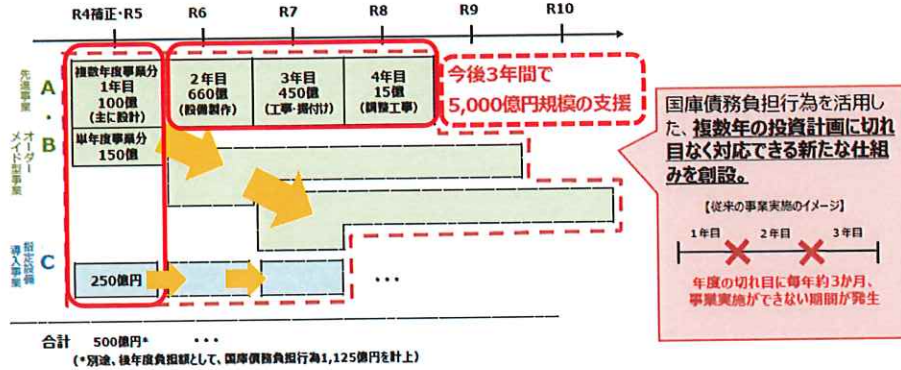 R4補正・R5
R6
R7
R8
R9
R10
先進事業
・
オーダーメイド型事業
A
・
B
複数年度事業分
1年目
100億
(主に設計)
単年度事業分
150億
2年目
660億
(設備製作)
3年目
450億
(工事・据付け)
4年目
15億
(調整工事)
今後3年間で
5,000億円規模の支援
指定設備
導入事業
C
250億円
・・・
合計 500億円* ・・・
(*別途、後年度負担額として、国庫債務負担行為1,125億円を計上)
国庫債務負担行為を活用し
た、複数年の投資計画に切れ
目なく対応できる新たな仕組
みを創設。
【従来の事業実施のイメージ】
1年目 2年目 3年目
年度の切れ目に毎年約3か月、
事業実施ができない期間が発生